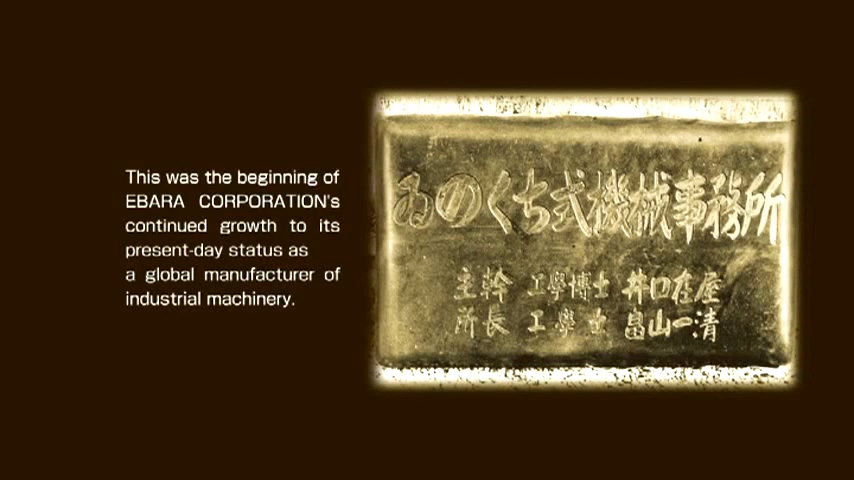 This was the beginning of
EBARA CORPORATION's
continued growth to its
present-day status as
a global manufacturer of
industrial machinery.
ゐのくち式機械事務所
主幹 工學博士 井口在屋
所長 工學士 畠山一清